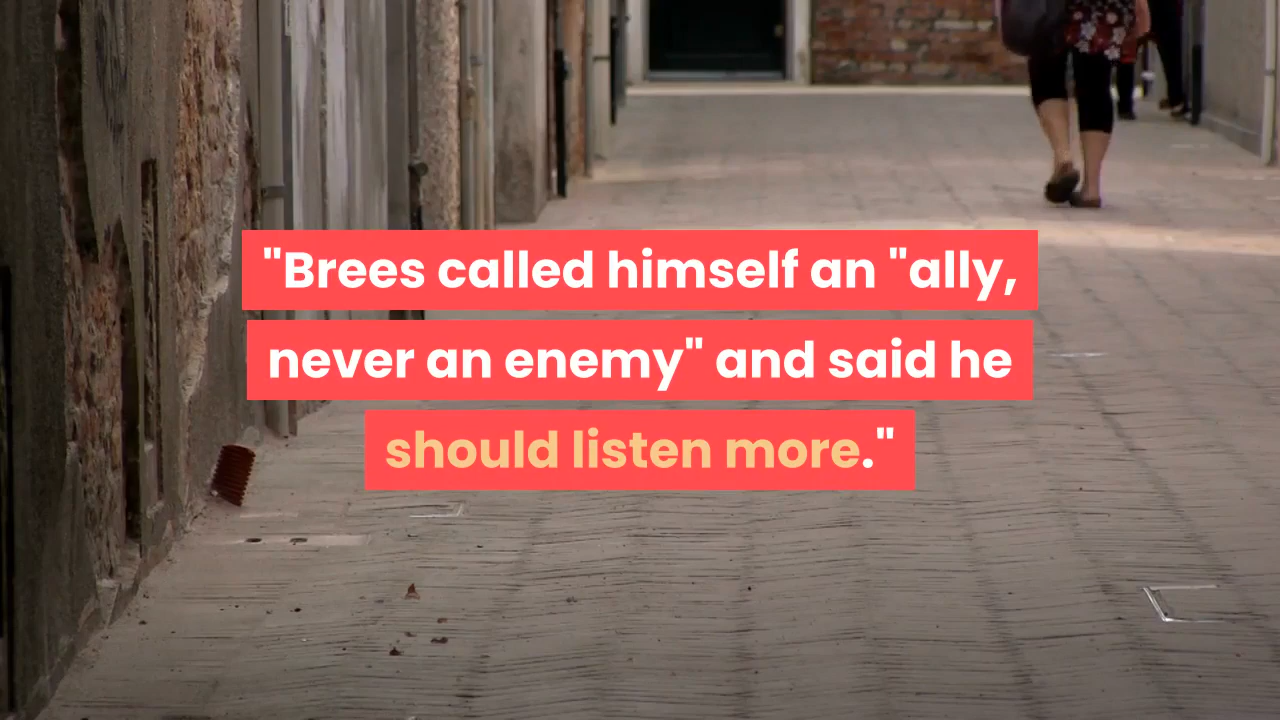 "Brees called himself an "ally,
never an enemy" and said he
should listen more."